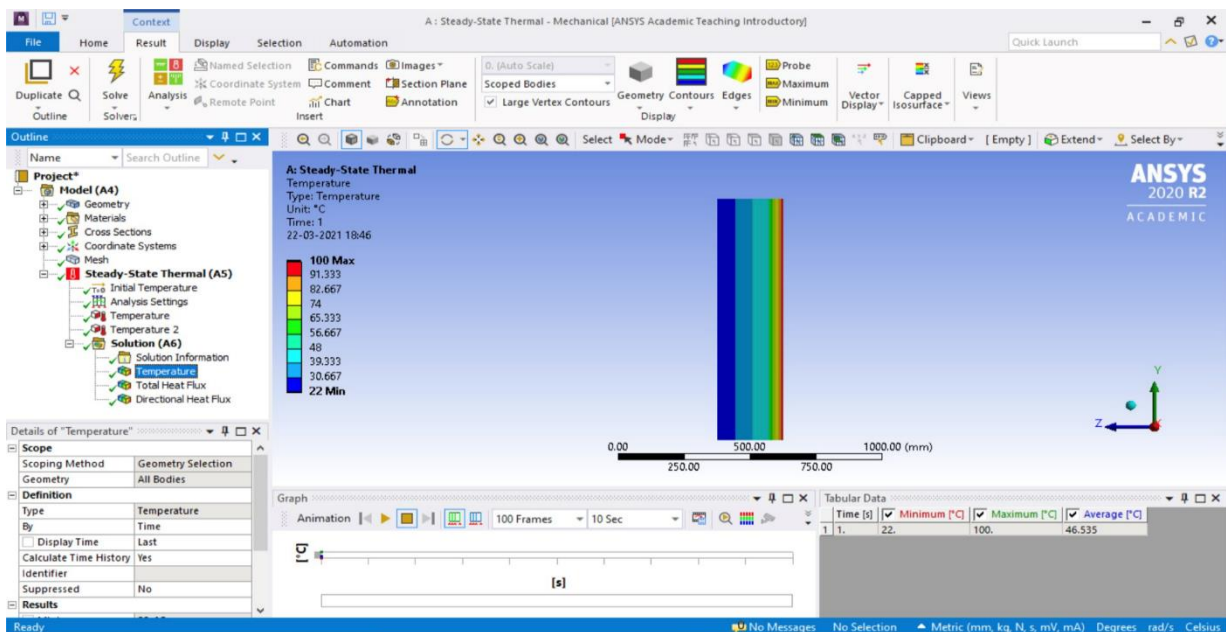 M
Context
A : Steady-State Thermal - Mechanical [ANSYS Academic Teaching Introductory]
File Home Result Display Selection Automation
Quick Launch
Duplicate
Outline
Solve
Solver
Analysis
Named Selection
Coordinate System
Remote Point
Commands
Comment
Chart
Images
Section Plane
Annotation
Insert
0. (Auto Scale)
Scoped Bodies
Large Vertex Contours
Geometry Contours Edges
Probe
Maximum
Minimum
Display
Vector Display
Capped Isosurface
Views
Outline
Name
Search Outline
Select Mode
Clipboard [ Empty ] Extend Select By
Project*
Model (A4)
Geometry
Materials
Cross Sections
Coordinate Systems
Mesh
Steady-State Thermal (A5)
Initial Temperature
Analysis Settings
Temperature
Temperature 2
Solution (A6)
Solution Information
Temperature
Total Heat Flux
Directional Heat Flux
A: Steady-State Thermal
Temperature
Type: Temperature
Unit: °C
Time: 1
22-03-2021 18:46
100 Max
91.333
82.667
74
65.333
56.667
48
39.333
30.667
22 Min
ANSYS
2020 R2
ACADEMIC
Y
Z
0.00 500.00 1000.00 (mm)
250.00 750.00
Details of "Temperature"
Scope
Scoping Method Geometry Selection
Geometry All Bodies
Definition
Type Temperature
By Time
Display Time Last
Calculate Time History Yes
Identifier
Suppressed No
Results
Graph
Animation 100 Frames 10 Sec
[°C]
[s]
Tabular Data
Time [s] Minimum [°C] Maximum [°C] Average [°C]
1 1. 22. 100. 46.535
Ready
No Messages No Selection Metric (mm, kg, N, s, mV, mA) Degrees rad/s Celsius